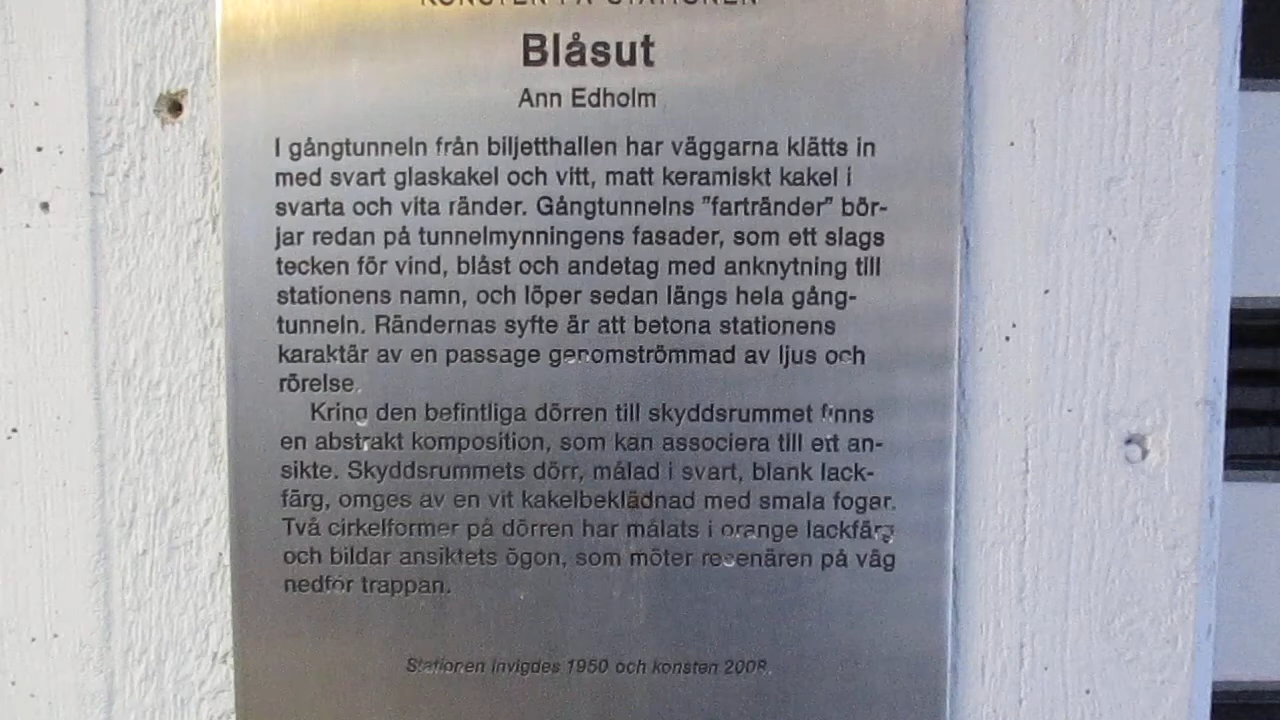 KONSTEN PÅ STATIONEN
Blåsut
Ann Edholm
I gångtunneln från biljetthallen har väggarna klätts in
med svart glaskakel och vitt, matt keramiskt kakel i
svarta och vita ränder. Gångtunnelns ”fartränder” bör-
jar redan på tunnelmynningens fasader, som ett slags
tecken för vind, blåst och andetag med anknytning till
stationens namn, och löper sedan längs hela gång-
tunneln. Rändernas syfte är att betona stationens
karaktär av en passage genomströmmad av ljus och
rörelse.
Kring den befintliga dörren till skyddsrummet finns
en abstrakt komposition, som kan associera till ett an-
sikte. Skyddsrummets dörr, målad i svart, blank lack-
färg, omges av en vit kakelbeklädnad med smala fogar.
Två cirkelformer på dörren har målats i orange lackfärg
och bildar ansiktets ögon, som möter resenären på väg
nedför trappan.
Stationen invigdes 1950 och konsten 2008.